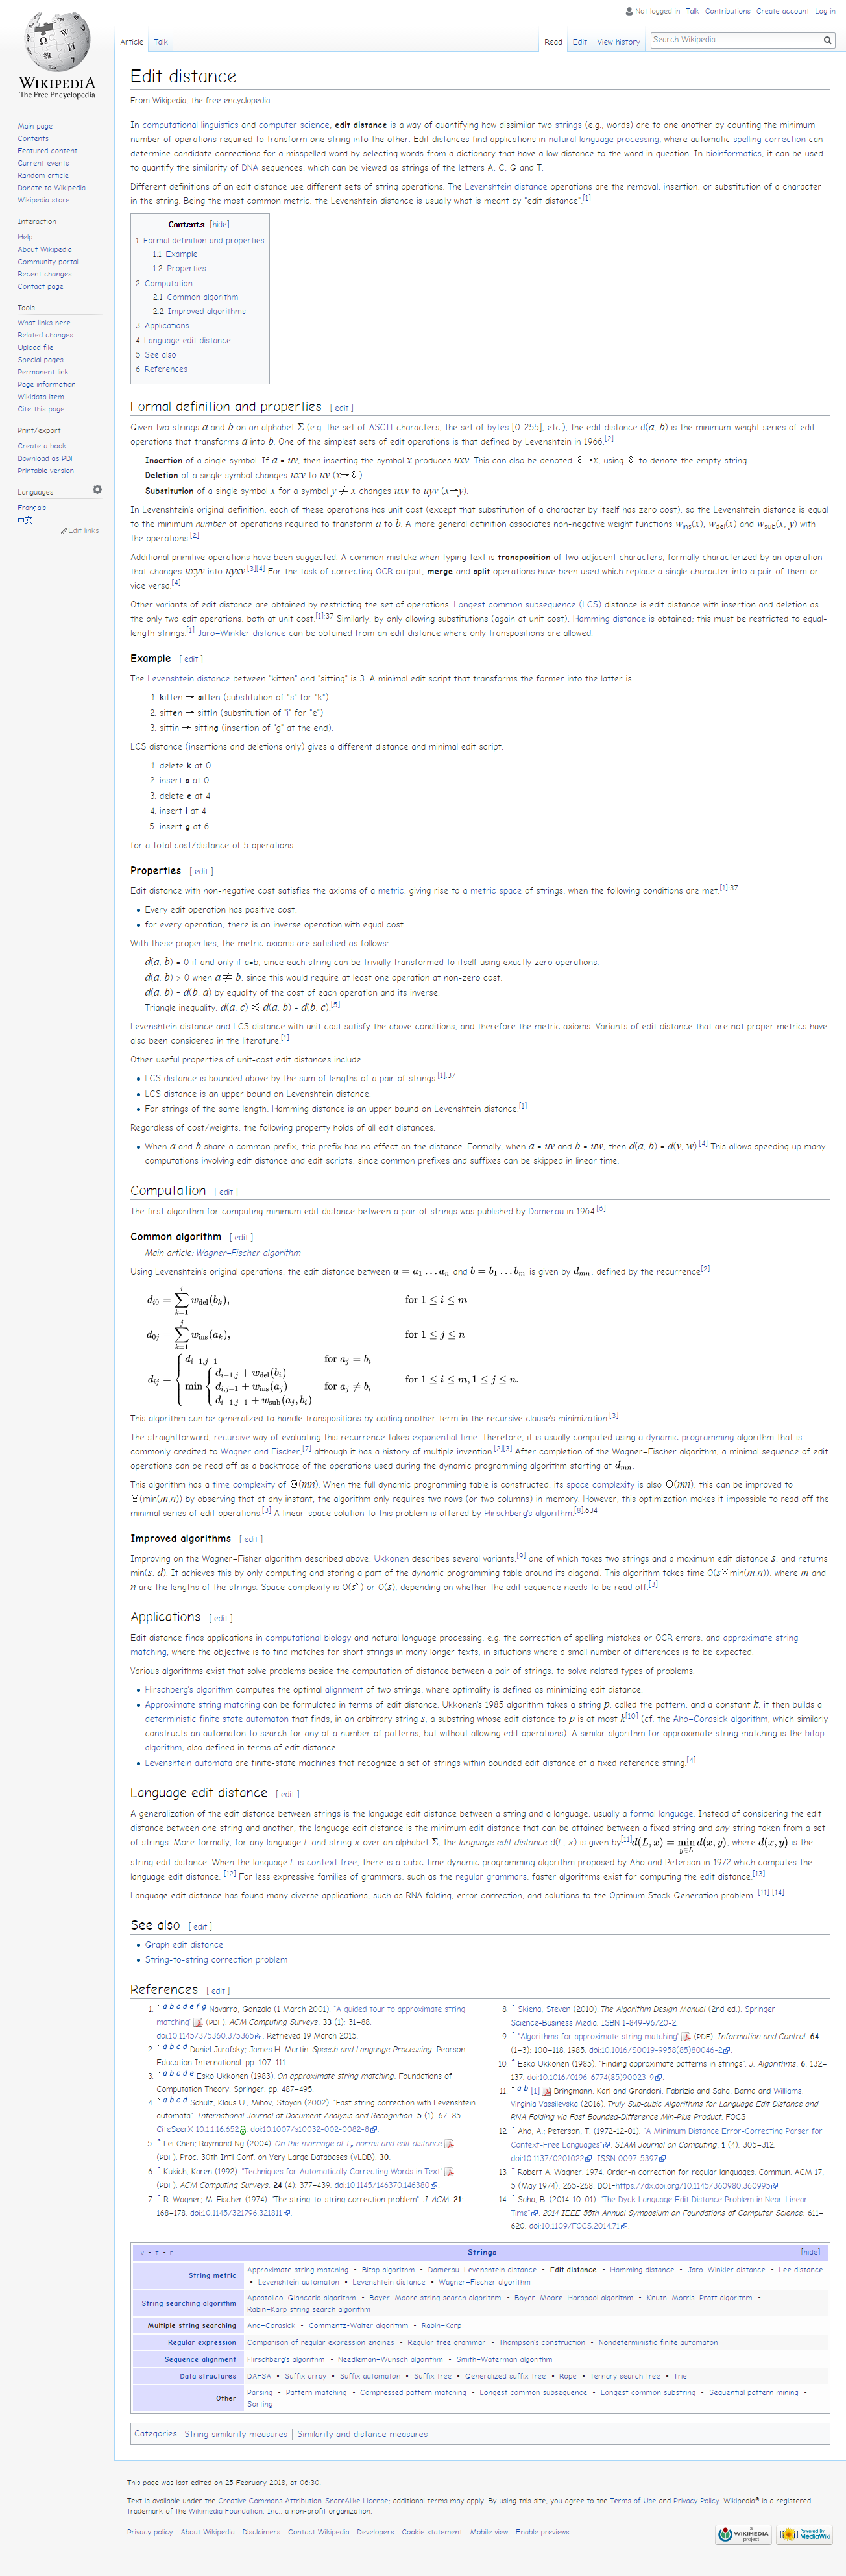 Not logged in Talk Contributions Create account Log in
Article Talk Read Edit View history Search Wikipedia
WIKIPEDIA
The Free Encyclopedia
Main page
Contents
Featured content
Current events
Random article
Donate to Wikipedia
Wikipedia store
Interaction
Help
About Wikipedia
Community portal
Recent changes
Contact page
Tools
What links here
Related changes
Upload file
Special pages
Permanent link
Page information
Wikidata item
Cite this page
Print/export
Create a book
Download as PDF
Printable version
Languages
Français
中文
Edit links
Edit distance
From Wikipedia, the free encyclopedia
In computational linguistics and computer science, edit distance is a way of quantifying how dissimilar two strings (e.g., words) are to one another by counting the minimum
number of operations required to transform one string into the other. Edit distances find applications in natural language processing, where automatic spelling correction can
determine candidate corrections for a misspelled word by selecting words from a dictionary that have a low distance to the word in question. In bioinformatics, it can be used
to quantify the similarity of DNA sequences, which can be viewed as strings of the letters A, C, G and T.
Different definitions of an edit distance use different sets of string operations. The Levenshtein distance operations are the removal, insertion, or substitution of a character
in the string. Being the most common metric, the Levenshtein distance is usually what is meant by "edit distance".[1]
Contents [hide]
1 Formal definition and properties
1.1 Example
1.2 Properties
2 Computation
2.1 Common algorithm
2.2 Improved algorithms
3 Applications
4 Language edit distance
5 See also
6 References
Formal definition and properties [ edit ]
Given two strings a and b on an alphabet Σ (e.g. the set of ASCII characters, the set of bytes [0..255], etc.), the edit distance d(a, b) is the minimum-weight series of edit
operations that transforms a into b. One of the simplest sets of edit operations is that defined by Levenshtein in 1966:[2]
Insertion of a single symbol. If a = uv, then inserting the symbol x produces uxv. This can also be denoted ε→x, using ε to denote the empty string.
Deletion of a single symbol changes uxv to uv (x→ε).
Substitution of a single symbol x for a symbol y ≠ x changes uxv to uyv (x→y).
In Levenshtein's original definition, each of these operations has unit cost (except that substitution of a character by itself has zero cost), so the Levenshtein distance is equal
to the minimum number of operations required to transform a to b. A more general definition associates non-negative weight functions wins(x), wdel(x) and wsub(x, y) with
the operations.[2]
Additional primitive operations have been suggested. A common mistake when typing text is transposition of two adjacent characters, formally characterized by an operation
that changes uxyv into uyxv.[3][4] For the task of correcting OCR output, merge and split operations have been used which replace a single character into a pair of them or
vice versa.[4]
Other variants of edit distance are obtained by restricting the set of operations. Longest common subsequence (LCS) distance is edit distance with insertion and deletion as
the only two edit operations, both at unit cost.[1]:37 Similarly, by only allowing substitutions (again at unit cost), Hamming distance is obtained; this must be restricted to equal-
length strings.[1] Jaro–Winkler distance can be obtained from an edit distance where only transpositions are allowed.
Example [ edit ]
The Levenshtein distance between "kitten" and "sitting" is 3. A minimal edit script that transforms the former into the latter is:
1. kitten → sitten (substitution of "s" for "k")
2. sitten → sittin (substitution of "i" for "e")
3. sittin → sitting (insertion of "g" at the end).
LCS distance (insertions and deletions only) gives a different distance and minimal edit script:
1. delete k at 0
2. insert s at 0
3. delete e at 4
4. insert i at 4
5. insert g at 6
for a total cost/distance of 5 operations.
Properties [ edit ]
Edit distance with non-negative cost satisfies the axioms of a metric, giving rise to a metric space of strings, when the following conditions are met:[1]:37
• Every edit operation has positive cost;
• for every operation, there is an inverse operation with equal cost.
With these properties, the metric axioms are satisfied as follows:
d(a, b) = 0 if and only if a=b, since each string can be trivially transformed to itself using exactly zero operations.
d(a, b) > 0 when a ≠ b, since this would require at least one operation at non-zero cost.
d(a, b) = d(b, a) by equality of the cost of each operation and its inverse.
Triangle inequality: d(a, c) ≤ d(a, b) + d(b, c).[5]
Levenshtein distance and LCS distance with unit cost satisfy the above conditions, and therefore the metric axioms. Variants of edit distance that are not proper metrics have
also been considered in the literature.[1]
Other useful properties of unit-cost edit distances include:
• LCS distance is bounded above by the sum of lengths of a pair of strings.[1]:37
• LCS distance is an upper bound on Levenshtein distance.
• For strings of the same length, Hamming distance is an upper bound on Levenshtein distance.[1]
Regardless of cost/weights, the following property holds of all edit distances:
• When a and b share a common prefix, this prefix has no effect on the distance. Formally, when a = uv and b = uw, then d(a, b) = d(v, w).[4] This allows speeding up many
computations involving edit distance and edit scripts, since common prefixes and suffixes can be skipped in linear time.
Computation [ edit ]
The first algorithm for computing minimum edit distance between a pair of strings was published by Damerau in 1964.[6]
Common algorithm [ edit ]
Main article: Wagner–Fischer algorithm
Using Levenshtein's original operations, the edit distance between a = a1 … an and b = b1 … bm is given by dmn, defined by the recurrence[2]
di0 = ∑ i k=1 wdel(bk), for 1 ≤ i ≤ m
d0j = ∑ j k=1 wins(ak), for 1 ≤ j ≤ n
dij = { di−1,j−1 for aj = bi
min { di−1,j + wdel(bi)
di,j−1 + wins(aj) for aj ≠ bi for 1 ≤ i ≤ m, 1 ≤ j ≤ n.
di−1,j−1 + wsub(aj, bi)
This algorithm can be generalized to handle transpositions by adding another term in the recursive clause's minimization.[3]
The straightforward, recursive way of evaluating this recurrence takes exponential time. Therefore, it is usually computed using a dynamic programming algorithm that is
commonly credited to Wagner and Fischer,[7] although it has a history of multiple invention.[2][3] After completion of the Wagner–Fischer algorithm, a minimal sequence of edit
operations can be read off as a backtrace of the operations used during the dynamic programming algorithm starting at dmn.
This algorithm has a time complexity of Θ(mn). When the full dynamic programming table is constructed, its space complexity is also Θ(mn); this can be improved to
Θ(min(m,n)) by observing that at any instant, the algorithm only requires two rows (or two columns) in memory. However, this optimization makes it impossible to read off the
minimal series of edit operations.[3] A linear-space solution to this problem is offered by Hirschberg's algorithm.[8]:634
Improved algorithms [ edit ]
Improving on the Wagner–Fisher algorithm described above, Ukkonen describes several variants,[9] one of which takes two strings and a maximum edit distance s, and returns
min(s, d). It achieves this by only computing and storing a part of the dynamic programming table around its diagonal. This algorithm takes time O(s×min(m,n)), where m and
n are the lengths of the strings. Space complexity is O(s²) or O(s), depending on whether the edit sequence needs to be read off.[3]
Applications [ edit ]
Edit distance finds applications in computational biology and natural language processing, e.g. the correction of spelling mistakes or OCR errors, and approximate string
matching, where the objective is to find matches for short strings in many longer texts, in situations where a small number of differences is to be expected.
Various algorithms exist that solve problems beside the computation of distance between a pair of strings, to solve related types of problems.
• Hirschberg's algorithm computes the optimal alignment of two strings, where optimality is defined as minimizing edit distance.
• Approximate string matching can be formulated in terms of edit distance. Ukkonen's 1985 algorithm takes a string p, called the pattern, and a constant k; it then builds a
deterministic finite state automaton that finds, in an arbitrary string s, a substring whose edit distance to p is at most k[10] (cf. the Aho–Corasick algorithm, which similarly
constructs an automaton to search for any of a number of patterns, but without allowing edit operations). A similar algorithm for approximate string matching is the bitap
algorithm, also defined in terms of edit distance.
• Levenshtein automata are finite-state machines that recognize a set of strings within bounded edit distance of a fixed reference string.[4]
Language edit distance [ edit ]
A generalization of the edit distance between strings is the language edit distance between a string and a language, usually a formal language. Instead of considering the edit
distance between one string and another, the language edit distance is the minimum edit distance that can be attained between a fixed string and any string taken from a set
of strings. More formally, for any language L and string x over an alphabet Σ, the language edit distance d(L, x) is given by[11] d(L, x) = min y∈L d(x, y), where d(x, y) is the
string edit distance. When the language L is context free, there is a cubic time dynamic programming algorithm proposed by Aho and Peterson in 1972 which computes the
language edit distance. [12] For less expressive families of grammars, such as the regular grammars, faster algorithms exist for computing the edit distance.[13]
Language edit distance has found many diverse applications, such as RNA folding, error correction, and solutions to the Optimum Stack Generation problem. [11] [14]
See also [ edit ]
• Graph edit distance
• String-to-string correction problem
References [ edit ]
1. ^ a b c d e f g Navarro, Gonzalo (1 March 2001). "A guided tour to approximate string
matching" (PDF). ACM Computing Surveys. 33 (1): 31–88.
doi:10.1145/375360.375365. Retrieved 19 March 2015.
2. ^ a b c d Daniel Jurafsky; James H. Martin. Speech and Language Processing. Pearson
Education International. pp. 107–111.
3. ^ a b c d e Esko Ukkonen (1983). On approximate string matching. Foundations of
Computation Theory. Springer. pp. 487–495.
4. ^ a b c d Schulz, Klaus U.; Mihov, Stoyan (2002). "Fast string correction with Levenshtein
automata". International Journal of Document Analysis and Recognition. 5 (1): 67–85.
CiteSeerX 10.1.1.16.652. doi:10.1007/s10032-002-0082-8.
5. ^ Lei Chen; Raymond Ng (2004). On the marriage of Lₚ-norms and edit distance
(PDF). Proc. 30th Int'l Conf. on Very Large Databases (VLDB). 30.
6. ^ Kukich, Karen (1992). "Techniques for Automatically Correcting Words in Text"
(PDF). ACM Computing Surveys. 24 (4): 377–439. doi:10.1145/146370.146380.
7. ^ R. Wagner; M. Fischer (1974). "The string-to-string correction problem". J. ACM. 21:
168–178. doi:10.1145/321796.321811.
8. ^ Skiena, Steven (2010). The Algorithm Design Manual (2nd ed.). Springer
Science+Business Media. ISBN 1-849-96720-2.
9. ^ "Algorithms for approximate string matching" (PDF). Information and Control. 64
(1–3): 100–118. 1985. doi:10.1016/S0019-9958(85)80046-2.
10. ^ Esko Ukkonen (1985). "Finding approximate patterns in strings". J. Algorithms. 6: 132–
137. doi:10.1016/0196-6774(85)90023-9.
11. ^ a b [1] Bringmann, Karl and Grandoni, Fabrizio and Saha, Barna and Williams,
Virginia Vassilevska (2016). Truly Sub-cubic Algorithms for Language Edit Distance and
RNA Folding via Fast Bounded-Difference Min-Plus Product. FOCS
12. ^ Aho, A.; Peterson, T. (1972-12-01). "A Minimum Distance Error-Correcting Parser for
Context-Free Languages". SIAM Journal on Computing. 1 (4): 305–312.
doi:10.1137/0201022. ISSN 0097-5397.
13. ^ Robert A. Wagner. 1974. Order-n correction for regular languages. Commun. ACM 17,
5 (May 1974), 265-268. DOI=https://dx.doi.org/10.1145/360980.360995
14. ^ Saha, B. (2014-10-01). "The Dyck Language Edit Distance Problem in Near-Linear
Time". 2014 IEEE 55th Annual Symposium on Foundations of Computer Science: 611–
620. doi:10.1109/FOCS.2014.71.
V • T • E Strings [hide]
String metric Approximate string matching • Bitap algorithm • Damerau–Levenshtein distance • Edit distance • Hamming distance • Jaro–Winkler distance • Lee distance
• Levenshtein automaton • Levenshtein distance • Wagner–Fischer algorithm
String searching algorithm Apostolico–Giancarlo algorithm • Boyer–Moore string search algorithm • Boyer–Moore–Horspool algorithm • Knuth–Morris–Pratt algorithm •
Rabin–Karp string search algorithm
Multiple string searching Aho–Corasick • Commentz-Walter algorithm • Rabin–Karp
Regular expression Comparison of regular expression engines • Regular tree grammar • Thompson's construction • Nondeterministic finite automaton
Sequence alignment Hirschberg's algorithm • Needleman–Wunsch algorithm • Smith–Waterman algorithm
Data structures DAFSA • Suffix array • Suffix automaton • Suffix tree • Generalized suffix tree • Rope • Ternary search tree • Trie
Other Parsing • Pattern matching • Compressed pattern matching • Longest common subsequence • Longest common substring • Sequential pattern mining •
Sorting
Categories: String similarity measures | Similarity and distance measures
This page was last edited on 25 February 2018, at 06:30.
Text is available under the Creative Commons Attribution-ShareAlike License; additional terms may apply. By using this site, you agree to the Terms of Use and Privacy Policy. Wikipedia® is a registered
trademark of the Wikimedia Foundation, Inc., a non-profit organization.
Privacy policy About Wikipedia Disclaimers Contact Wikipedia Developers Cookie statement Mobile view Enable previews
A WIKIMEDIA project Powered By MediaWiki